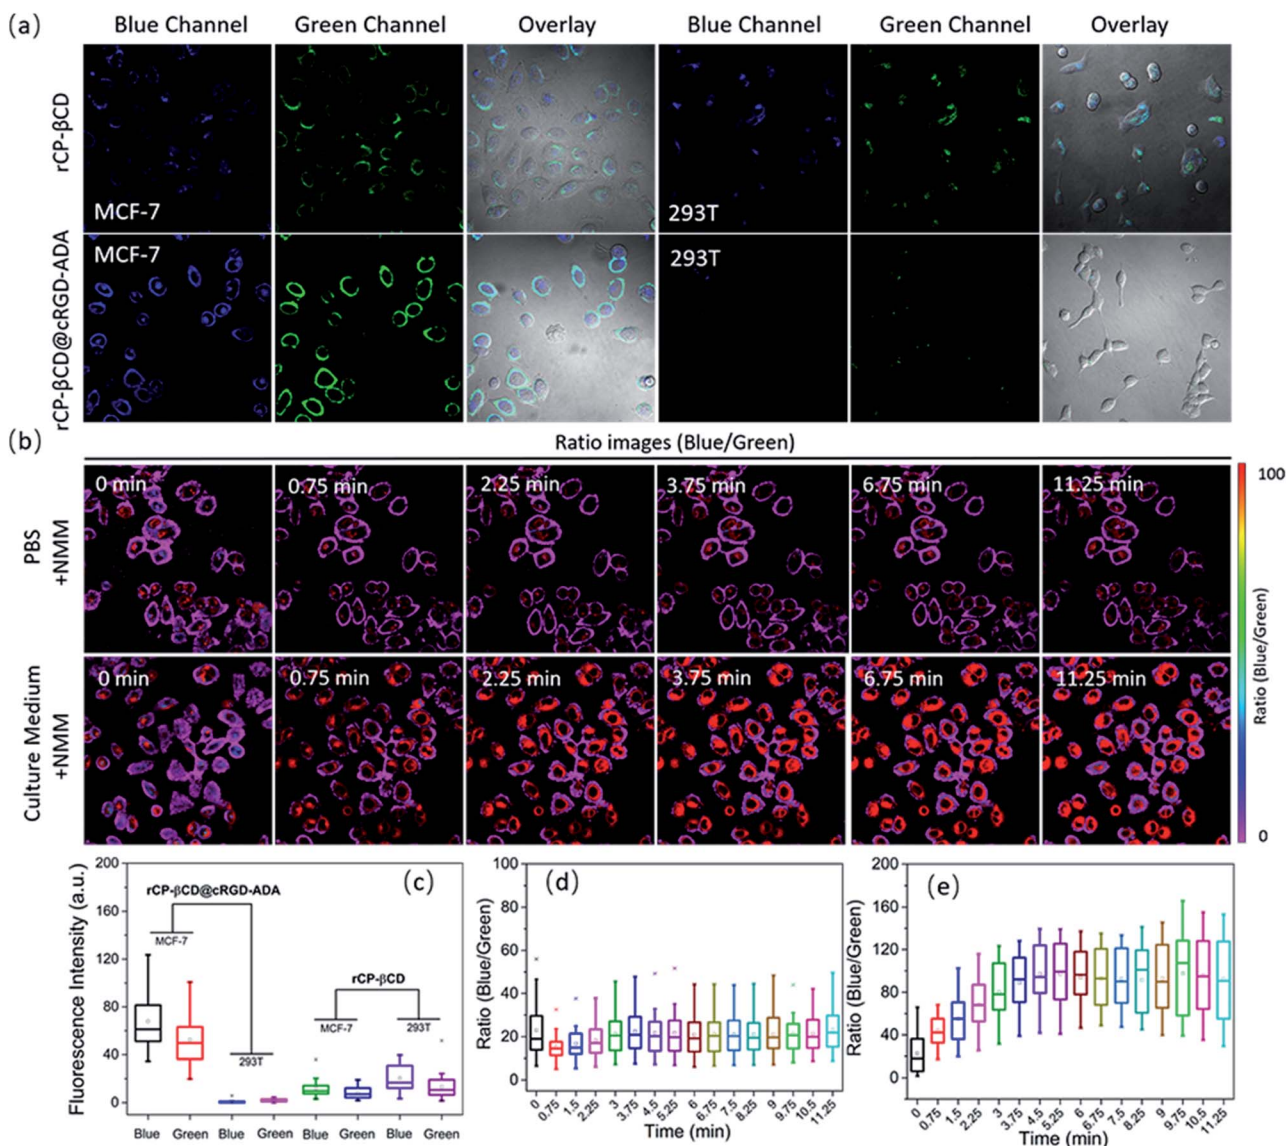 (a) Blue Channel Green Channel Overlay Blue Channel Green Channel Overlay
rCP-βCD
MCF-7 293T
rCP-βCD@cRGD-ADA
MCF-7 293T
(b) Ratio images (Blue/Green)
PBS
+NMM
0 min 0.75 min 2.25 min 3.75 min 6.75 min 11.25 min
Culture Medium
+NMM
0 min 0.75 min 2.25 min 3.75 min 6.75 min 11.25 min
100
Ratio (Blue/Green)
0
(c)
Fluorescence Intensity (a.u.)
200
160
120
80
40
0
rCP-βCD@cRGD-ADA
MCF-7
293T
rCP-βCD
MCF-7 293T
Blue Green Blue Green Blue Green Blue Green
(d)
Ratio (Blue/Green)
100
80
60
40
20
0
0 0.75 1.5 2.25 3 3.75 4.5 5.25 6 6.75 7.5 8.25 9 9.75 10.5 11.25
Time (min)
(e)
Ratio (Blue/Green)
200
160
120
80
40
0
0 0.75 1.5 2.25 3 3.75 4.5 5.25 6 6.75 7.5 8.25 9 9.75 10.5 11.25
Time (min)